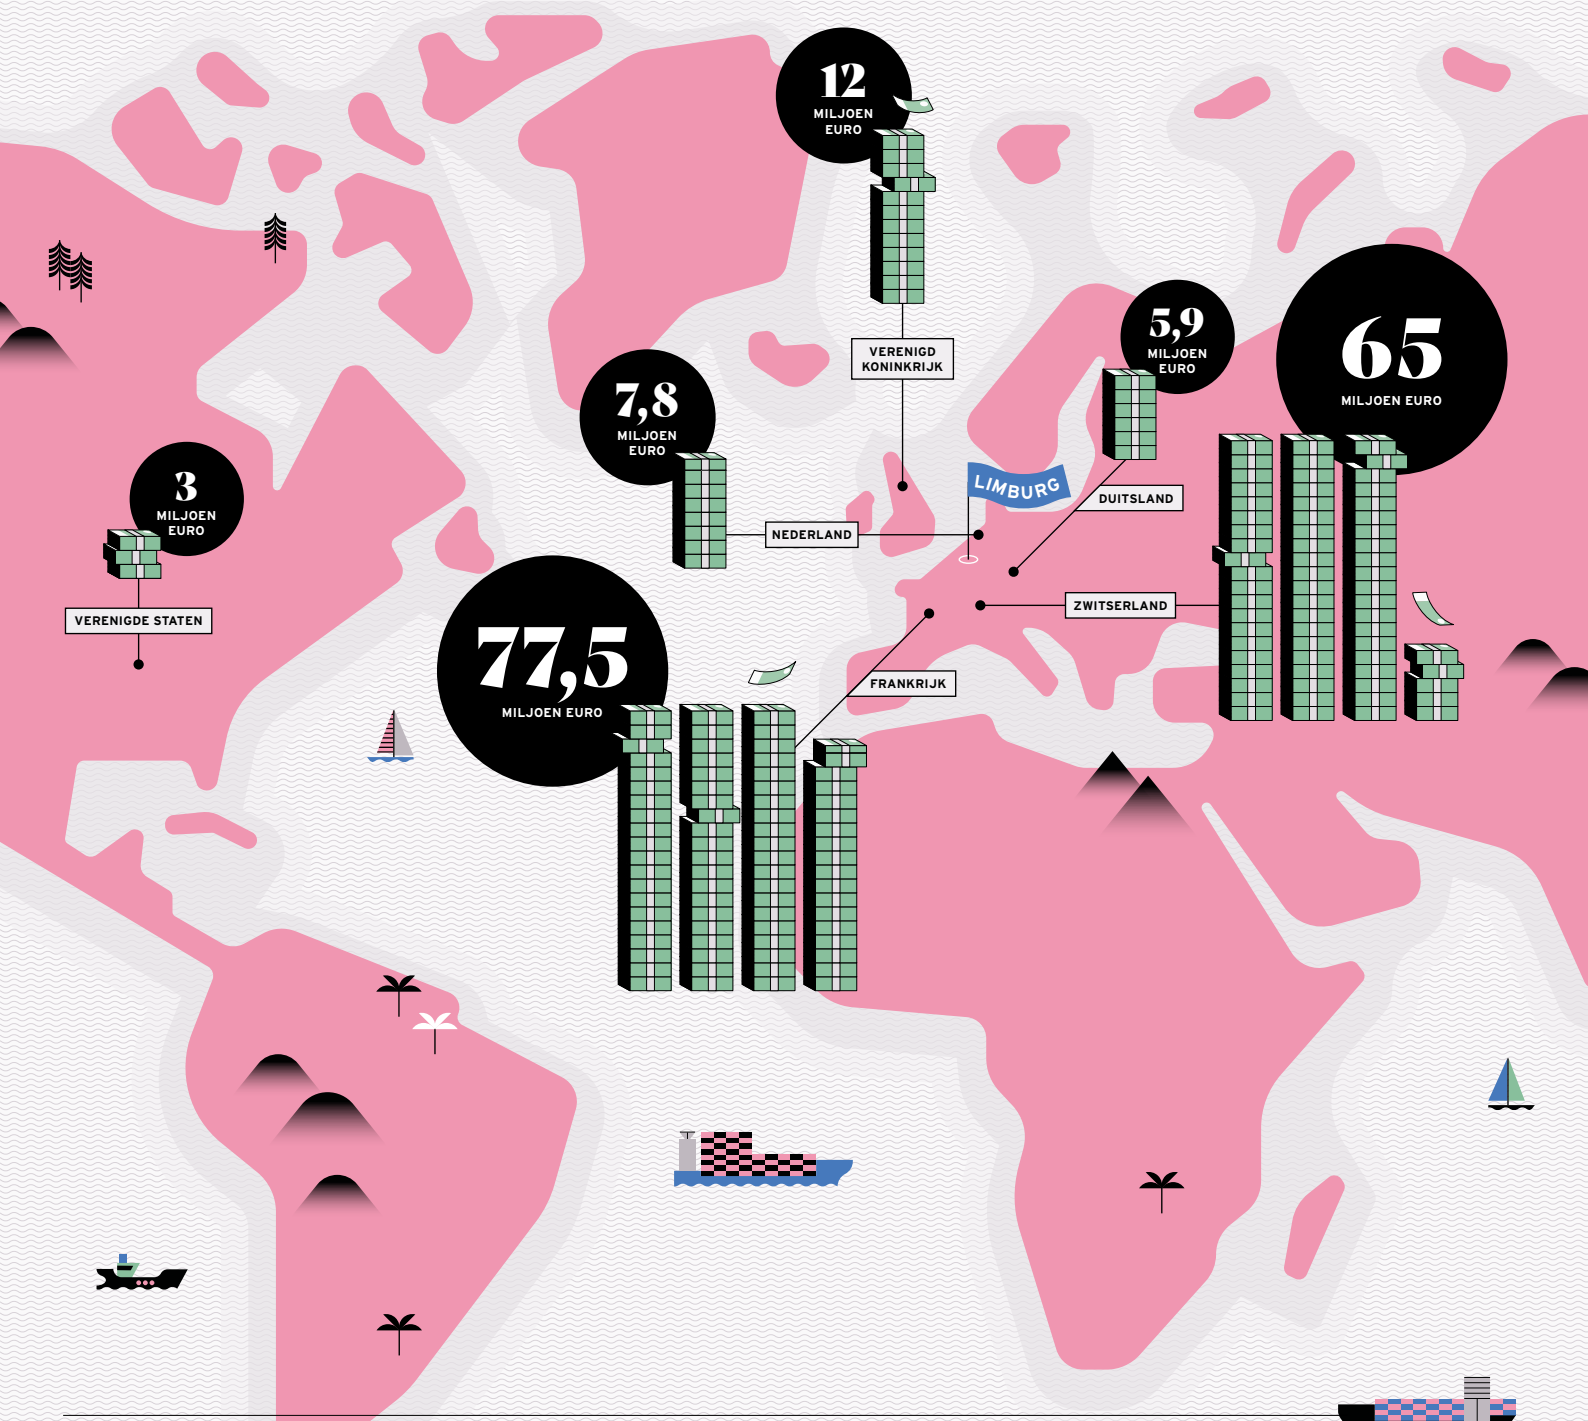 12
MILJOEN
EURO
VERENIGD
KONINKRIJK
5,9
MILJOEN
EURO
65
MILJOEN EURO
7,8
MILJOEN
EURO
LIMBURG
DUITSLAND
NEDERLAND
3
MILJOEN
EURO
VERENIGDE STATEN
ZWITSERLAND
77,5
MILJOEN EURO
FRANKRIJK